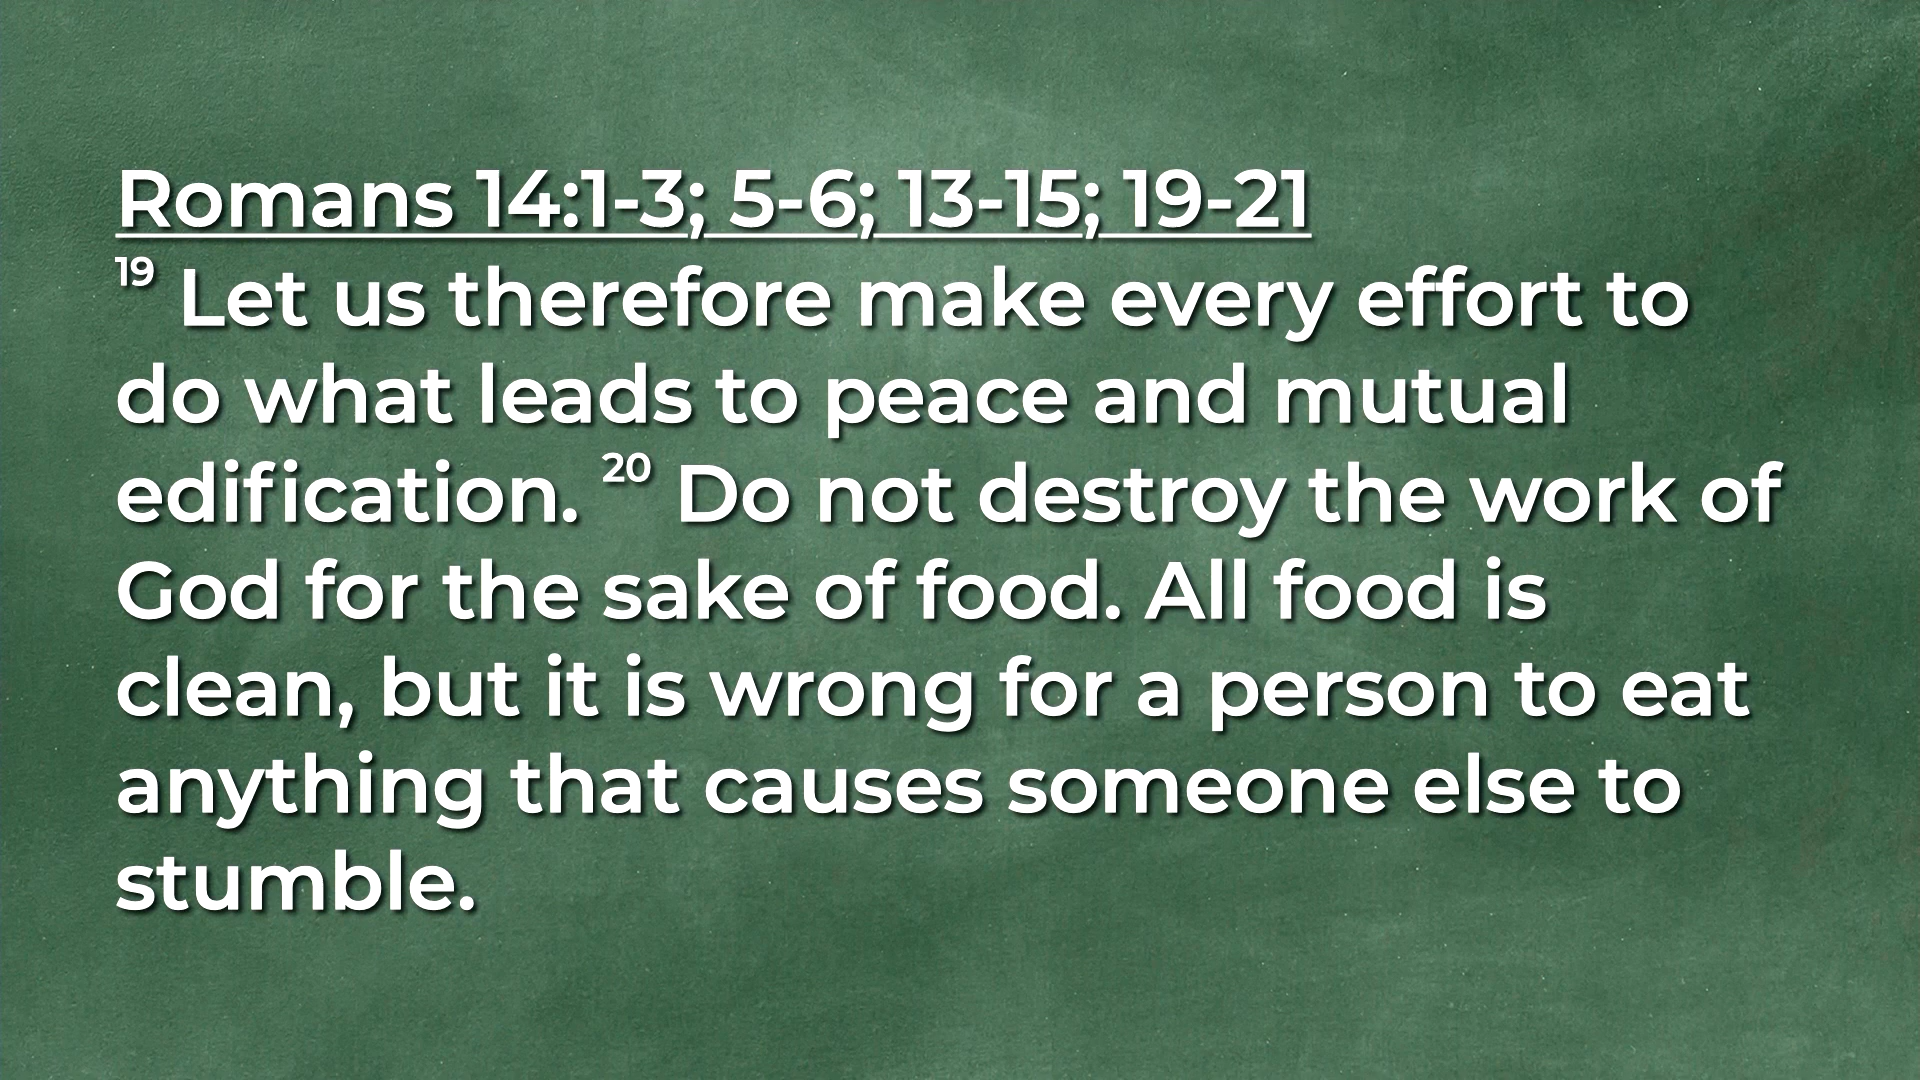 Romans 14:1-3; 5-6; 13-15; 19-21
19 Let us therefore make every effort to
do what leads to peace and mutual
edification. 20 Do not destroy the work of
God for the sake of food. All food is
clean, but it is wrong for a person to eat
anything that causes someone else to
stumble.